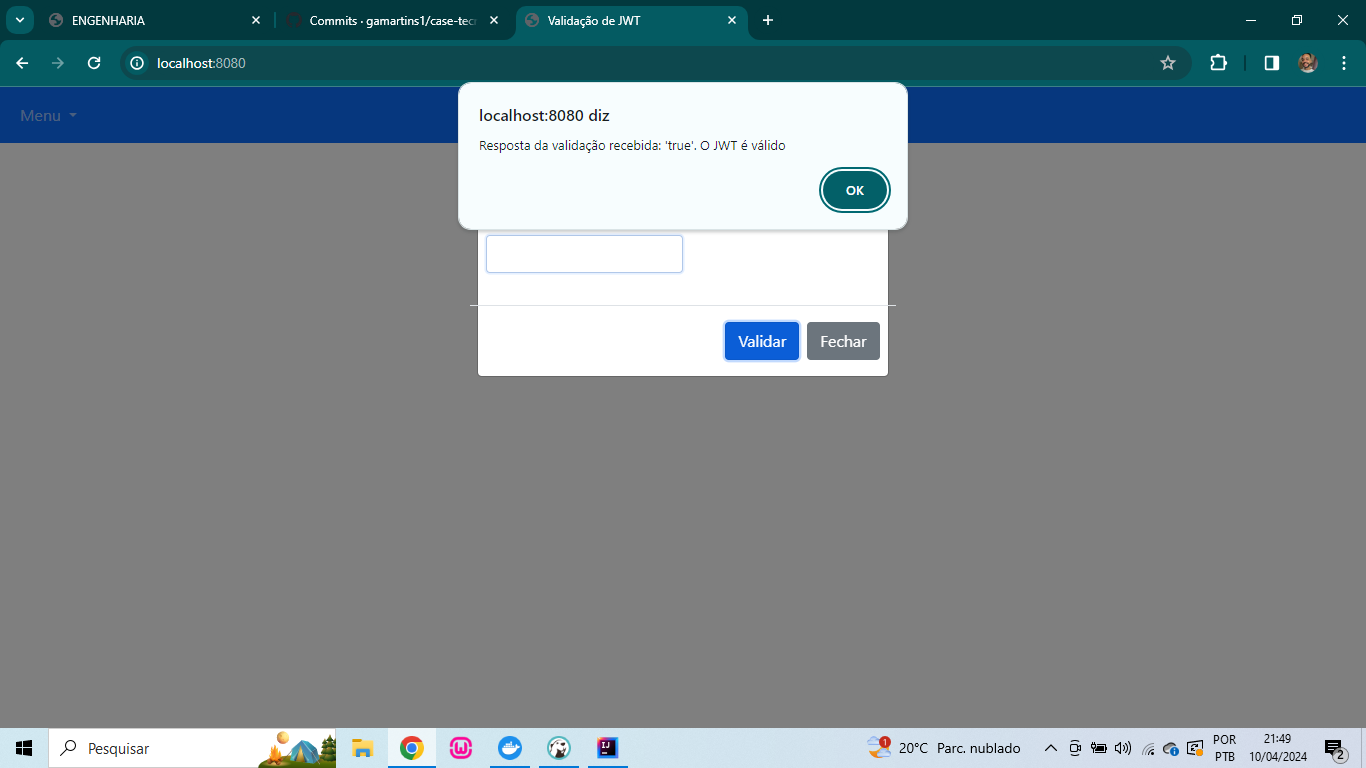 ENGENHARIA
Commits · gamartins1/case-tecn
Validação de JWT
localhost:8080
Menu
localhost:8080 diz
Resposta da validação recebida: 'true'. O JWT é válido
OK
Validar
Fechar
Pesquisar
1
20°C Parc. nublado
POR
PTB
21:49
10/04/2024
2